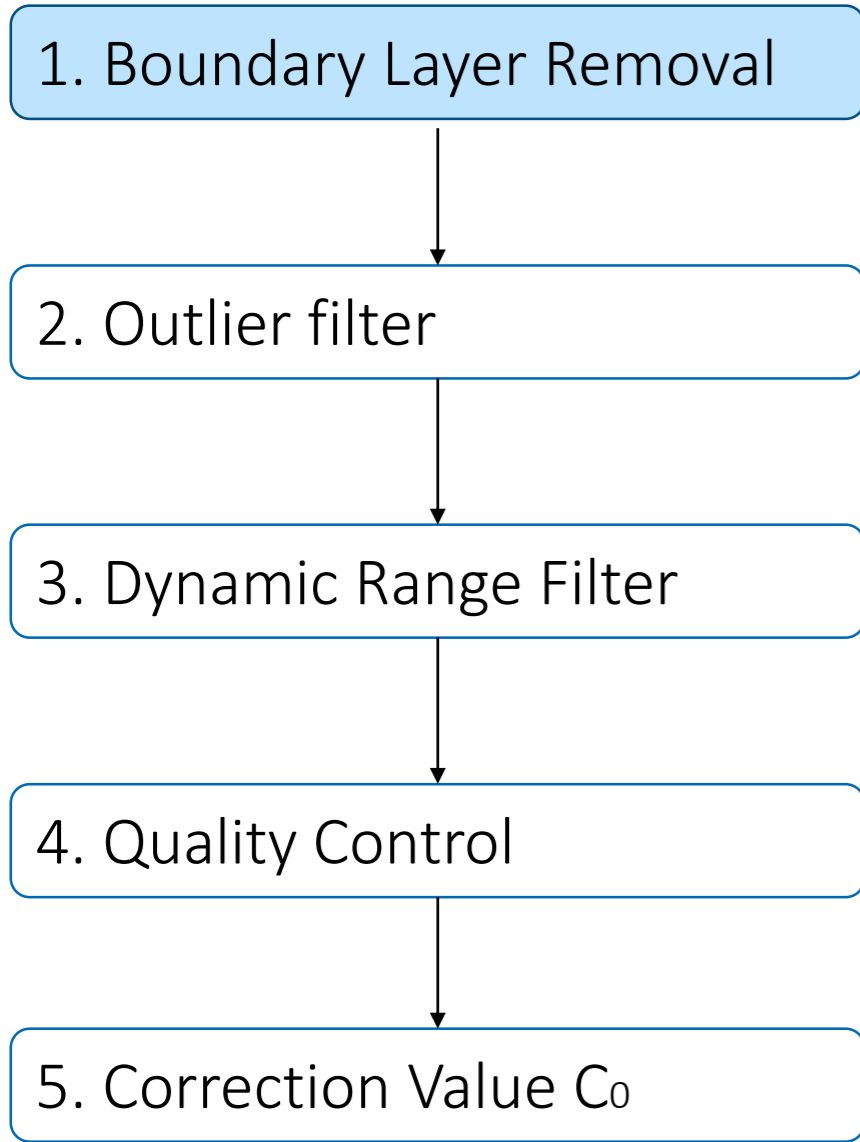 1. Boundary Layer Removal
2. Outlier filter
3. Dynamic Range Filter
4. Quality Control
5. Correction Value C₀